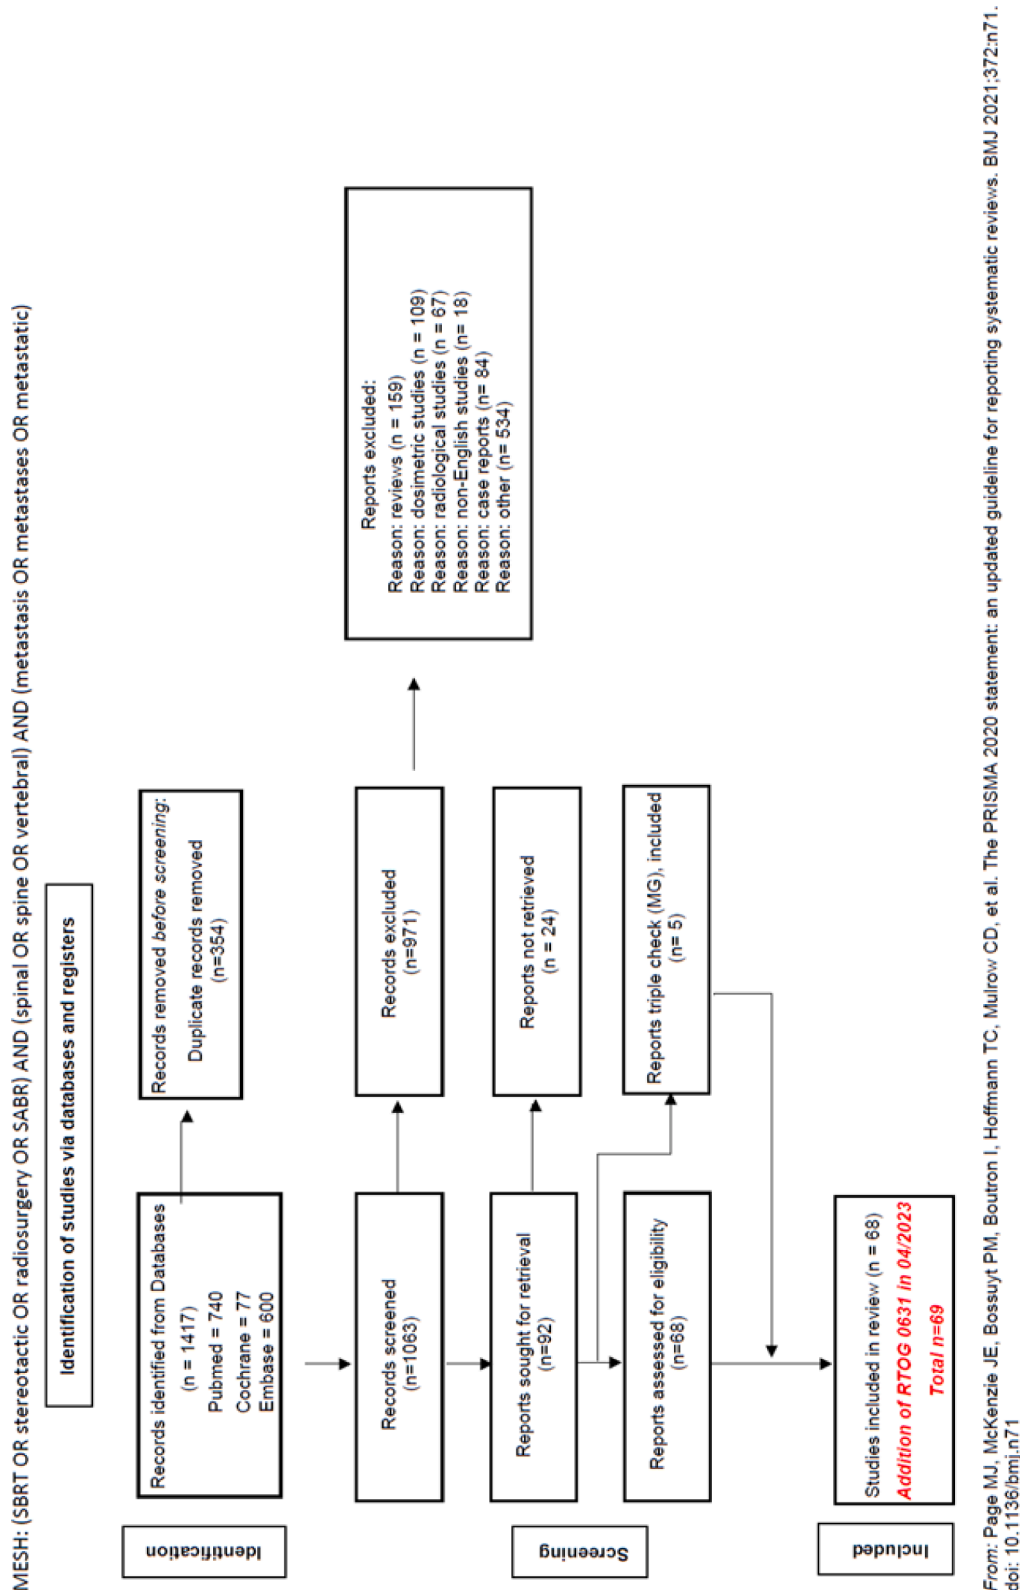 MESH: (SBRT OR stereotactic OR radiosurgery OR SABR) AND (spinal OR spine OR vertebral) AND (metastasis OR metastases OR metastatic)
Identification of studies via databases and registers
Identification
Records identified from Databases
(n = 1417)
Pubmed = 740
Cochrane = 77
Embase = 600
Records removed before screening:
Duplicate records removed
(n=354)
Screening
Records screened
(n=1063)
Records excluded
(n=971)
Reports excluded:
Reason: reviews (n = 159)
Reason: dosimetric studies (n = 109)
Reason: radiological studies (n = 67)
Reason: non-English studies (n= 18)
Reason: case reports (n= 84)
Reason: other (n= 534)
Reports sought for retrieval
(n=92)
Reports not retrieved
(n = 24)
Reports assessed for eligibility
(n=68)
Reports triple check (MG), included
(n= 5)
Included
Studies included in review (n = 68)
Addition of RTOG 0631 in 04/2023
Total n=69
From: Page MJ, McKenzie JE, Bossuyt PM, Boutron I, Hoffmann TC, Mulrow CD, et al. The PRISMA 2020 statement: an updated guideline for reporting systematic reviews. BMJ 2021;372:n71.
doi: 10.1136/bmj.n71